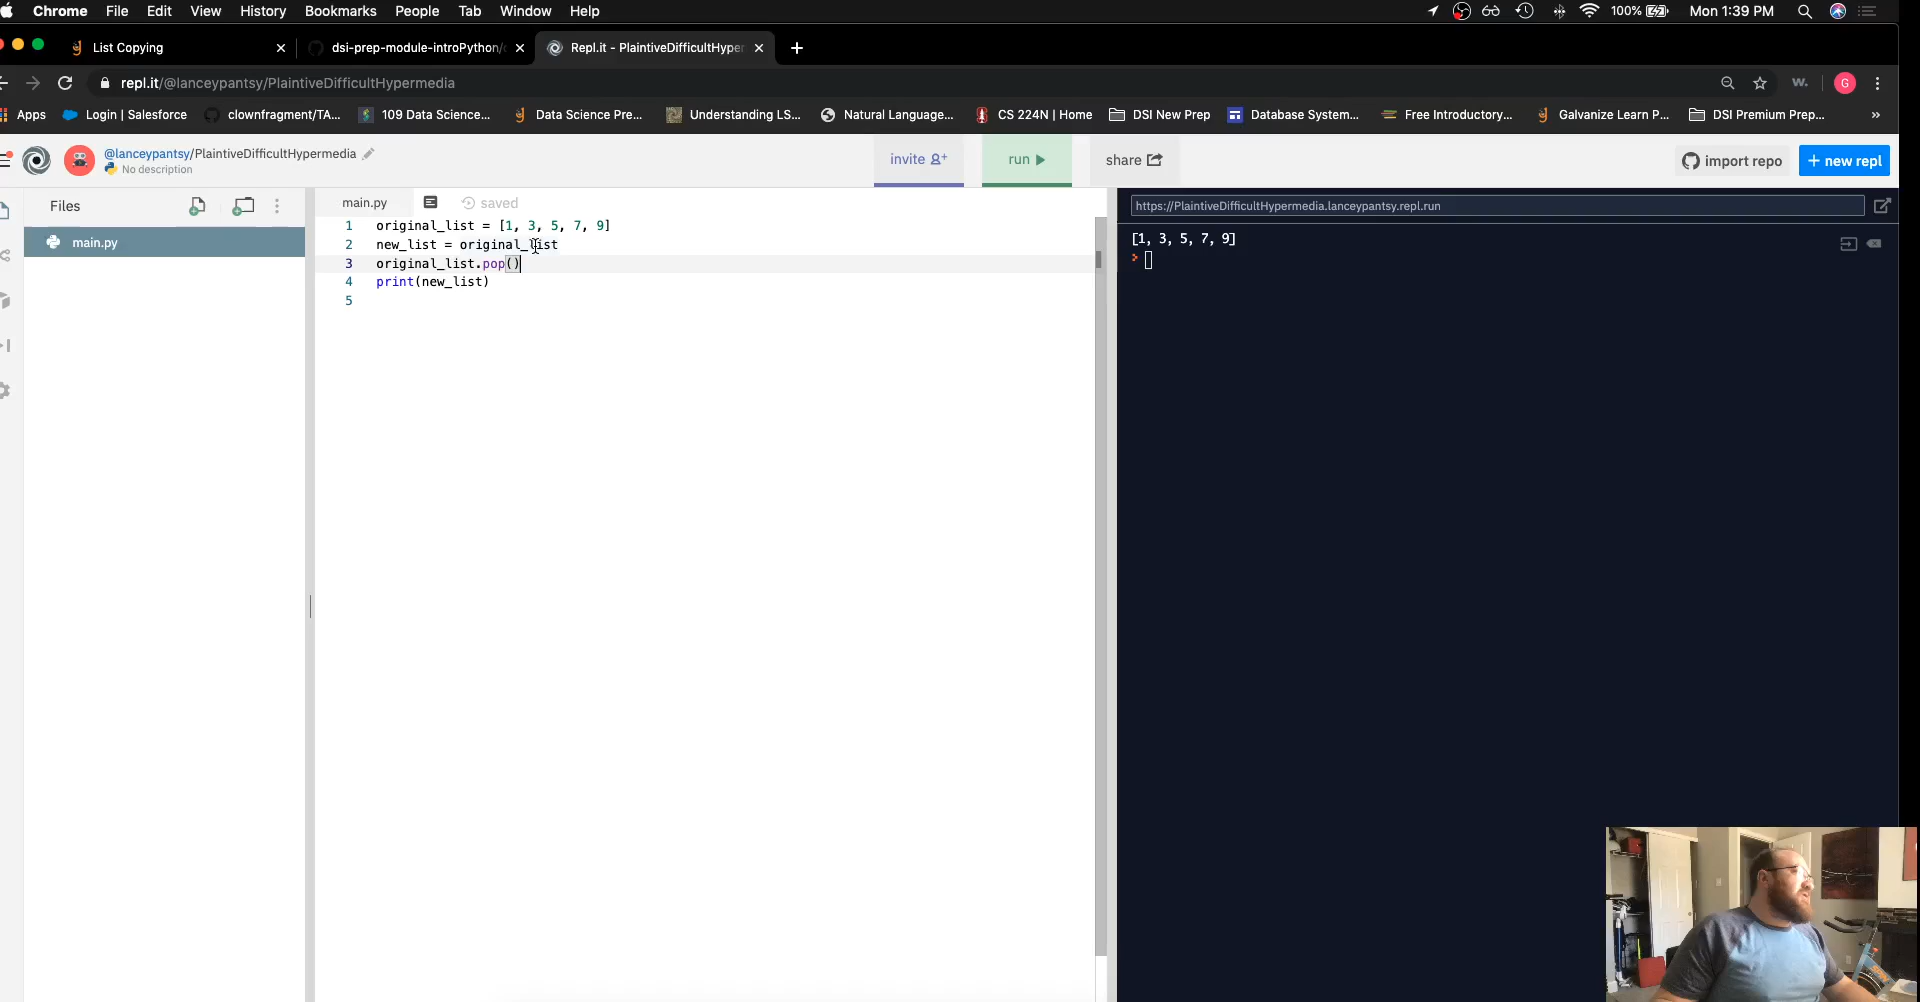 Chrome File Edit View History Bookmarks People Tab Window Help 100% Mon 1:39 PM
List Copying dsi-prep-module-introPython/ Repl.it - PlaintiveDifficultHyper
repl.it/@lanceypantsy/PlaintiveDifficultHypermedia W. G
Apps Login | Salesforce clownfragment/TA... 109 Data Science... Data Science Pre... Understanding LS... Natural Language... CS 224N | Home DSI New Prep Database System... Free Introductory... Galvanize Learn P... DSI Premium Prep... »
@lanceypantsy/PlaintiveDifficultHypermedia
No description
invite run share import repo + new repl
Files
main.py
main.py saved
1 original_list = [1, 3, 5, 7, 9]
2 new_list = original_list
3 original_list.pop()
4 print(new_list)
5
https://PlaintiveDifficultHypermedia.lanceypantsy.repl.run
[1, 3, 5, 7, 9]